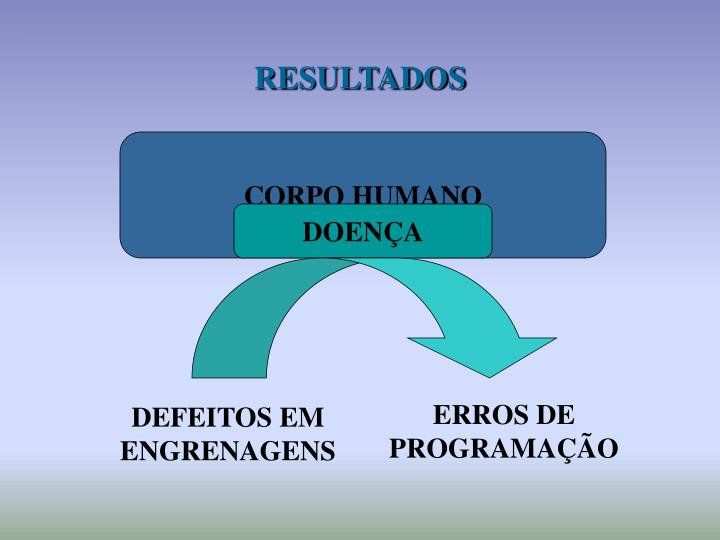 RESULTADOS
CORPO HUMANO
DOENÇA
DEFEITOS EM
ENGRENAGENS
ERROS DE
PROGRAMAÇÃO